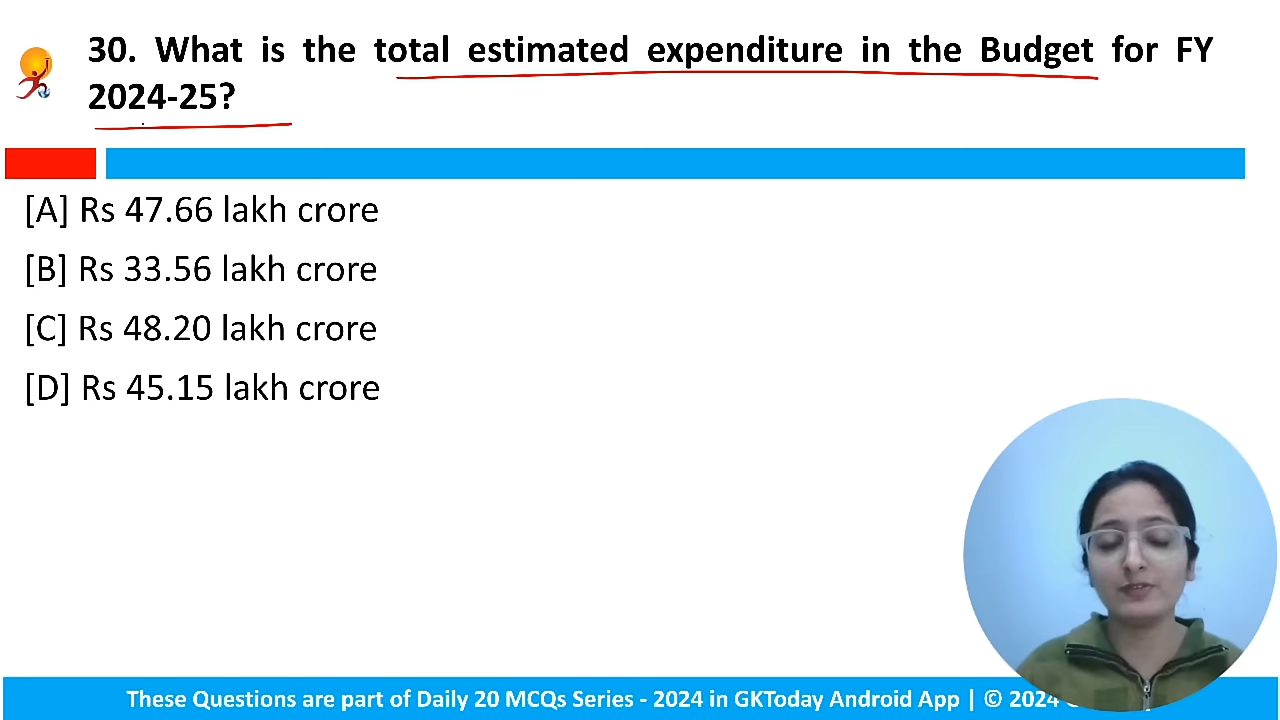 30. What is the total estimated expenditure in the Budget for FY
2024-25?
[A] Rs 47.66 lakh crore
[B] Rs 33.56 lakh crore
[C] Rs 48.20 lakh crore
[D] Rs 45.15 lakh crore
These Questions are part of Daily 20 MCQs Series - 2024 in GKToday Android App | © 2024